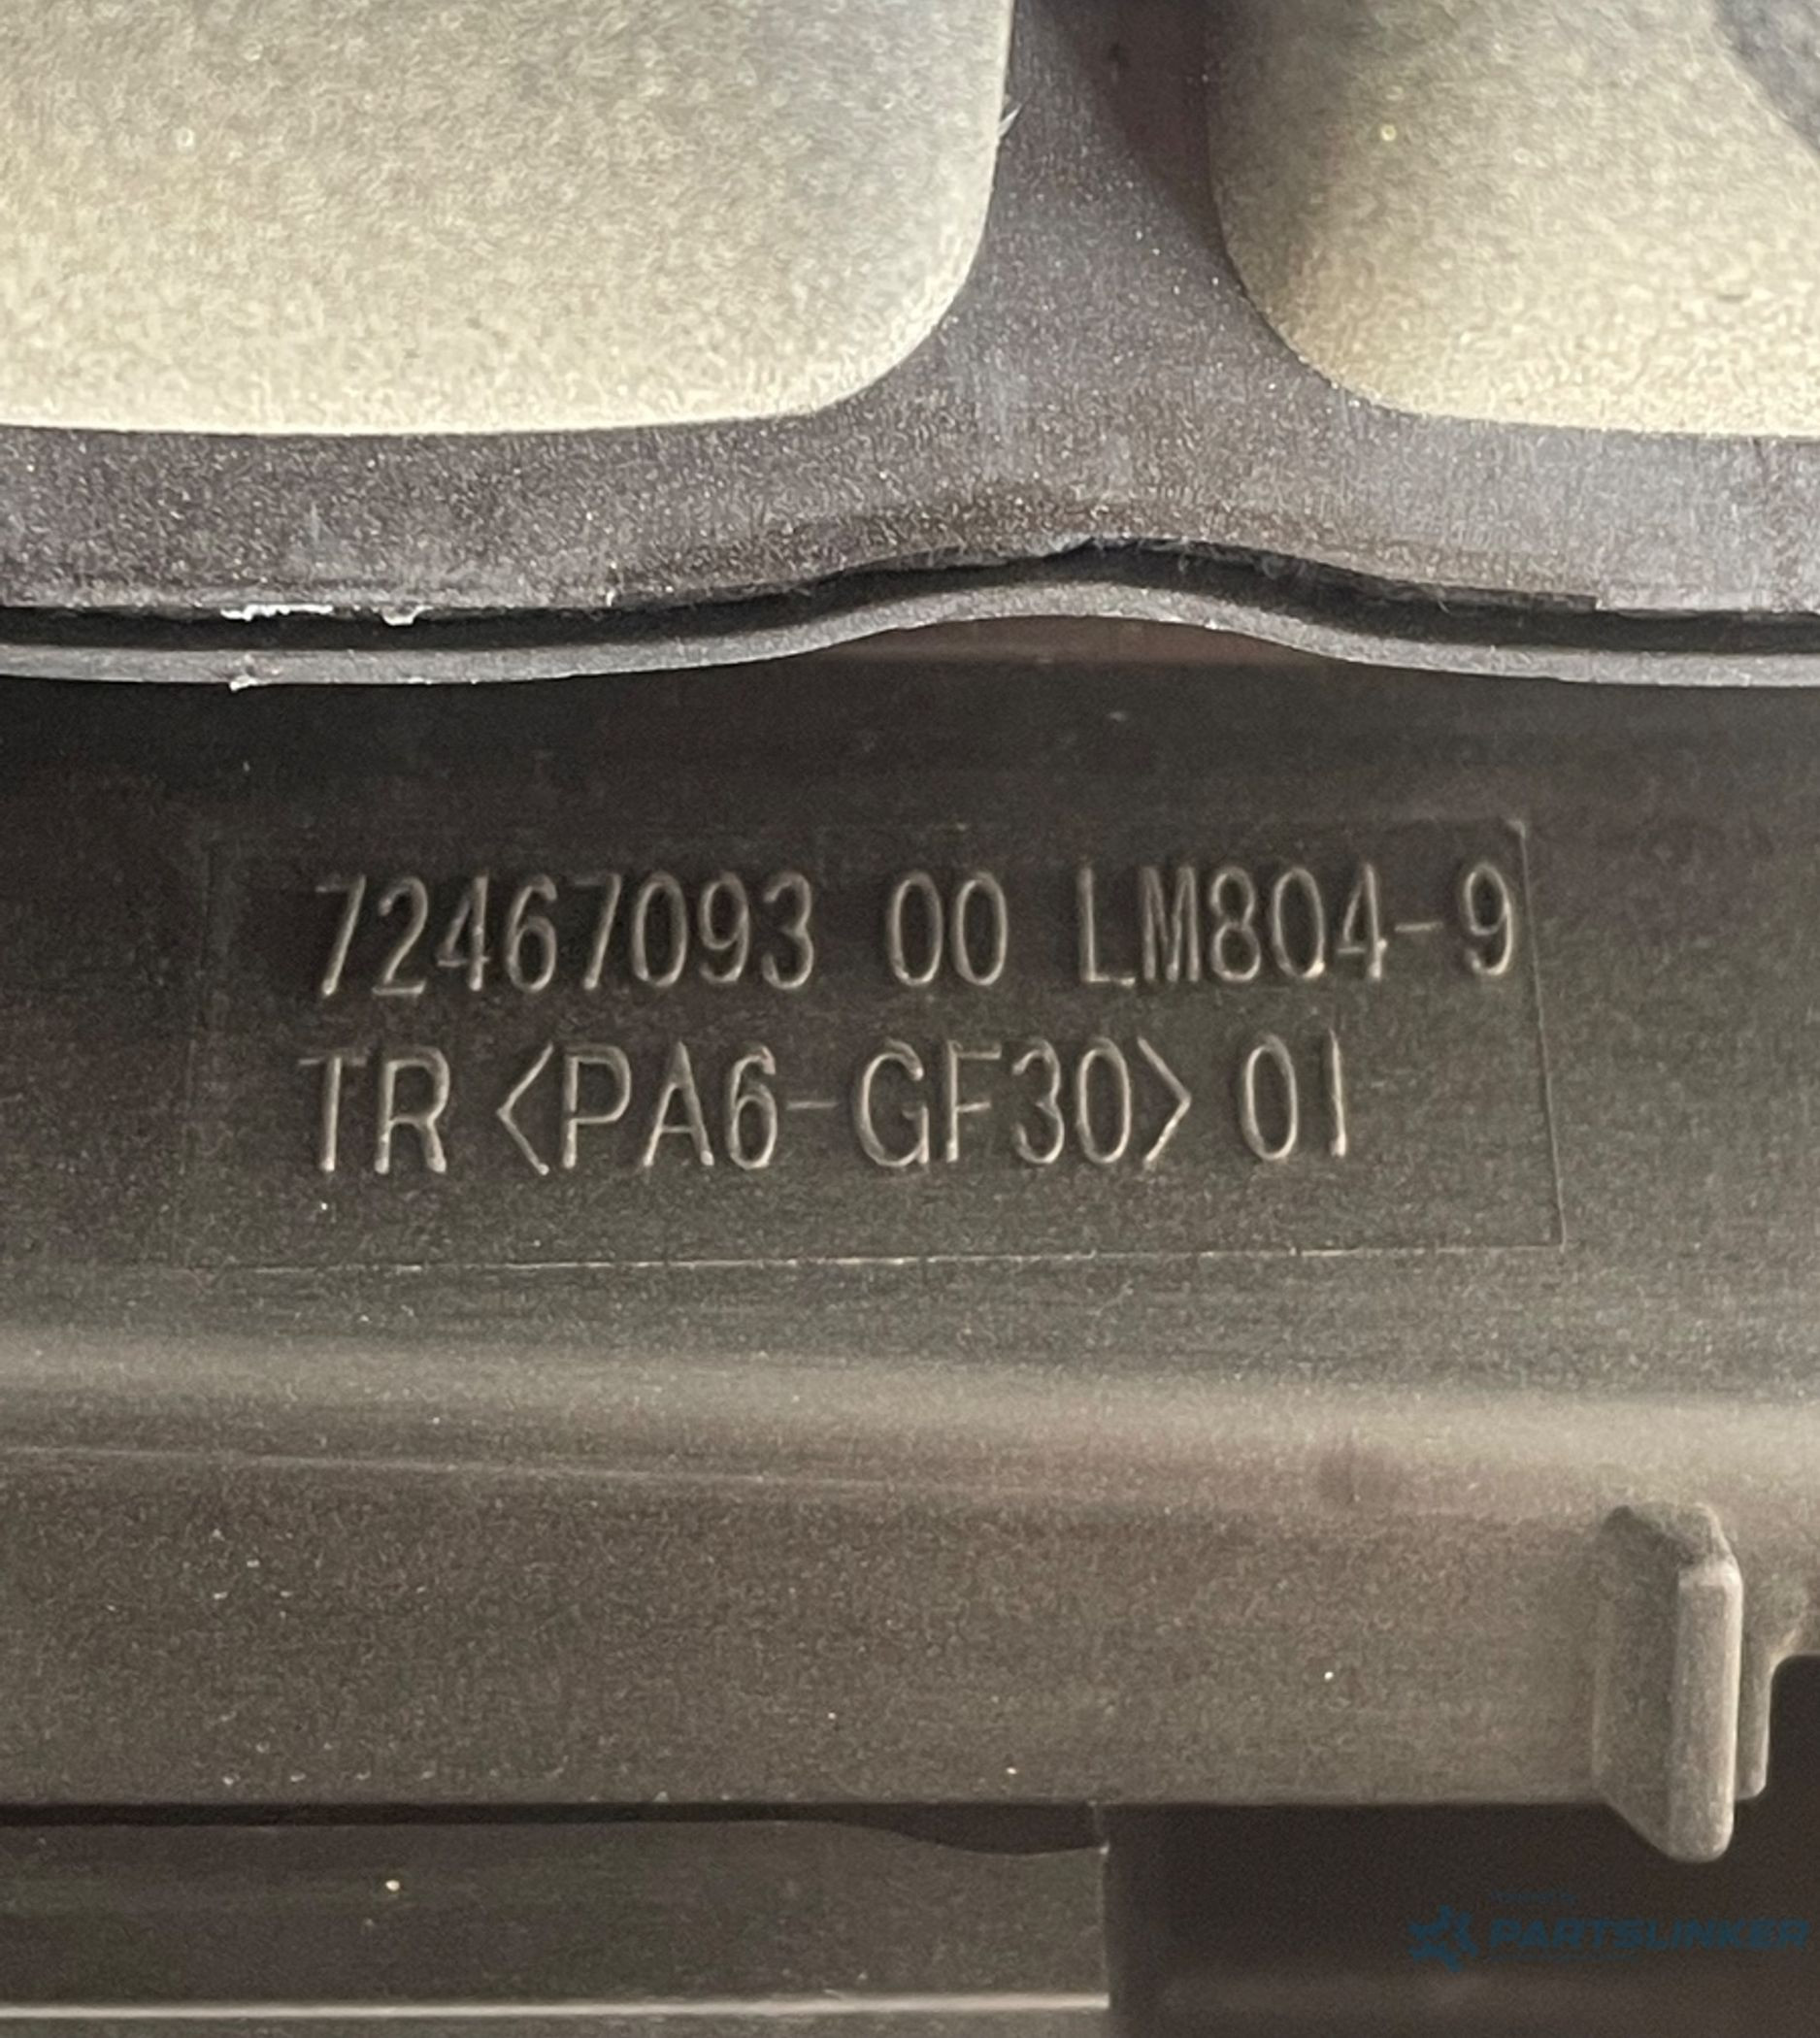 72467093 00 LM804-9
TR <PA6-GF30> 01
PARTSLINKER